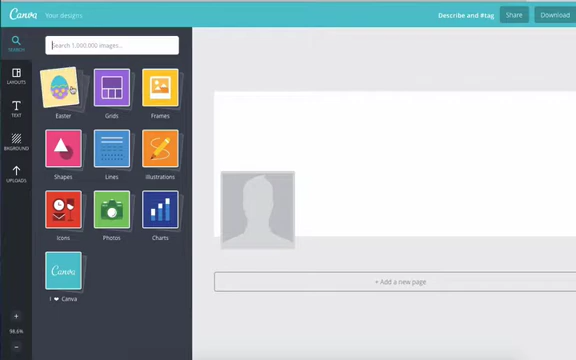 Canva
Your designs
Describe and #tag
Share
Download
SEARCH
Search 1,000,000 images...
LAYOUTS
TEXT
BKGROUND
UPLOADS
Easter
Grids
Frames
Shapes
Lines
Illustrations
Icons
Photos
Charts
Canva
I ❤ Canva
+ Add a new page
+
98.6%
−